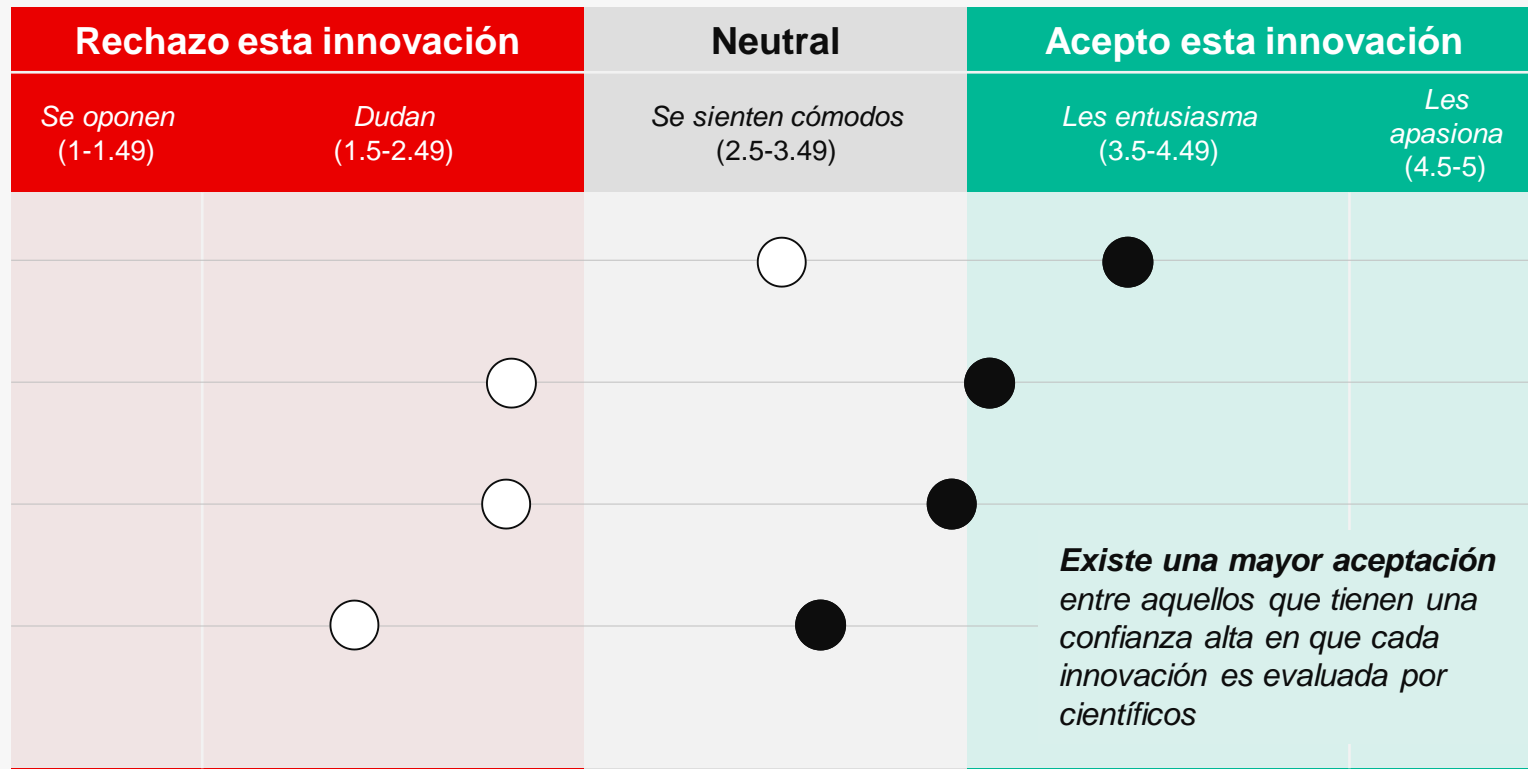 Rechazo esta innovación
Neutral
Acepto esta innovación
Se oponen
(1-1.49)
Dudan
(1.5-2.49)
Se sienten cómodos
(2.5-3.49)
Les entusiasma
(3.5-4.49)
Les
apasiona
(4.5-5)
Existe una mayor aceptación
entre aquellos que tienen una
confianza alta en que cada
innovación es evaluada por
científicos